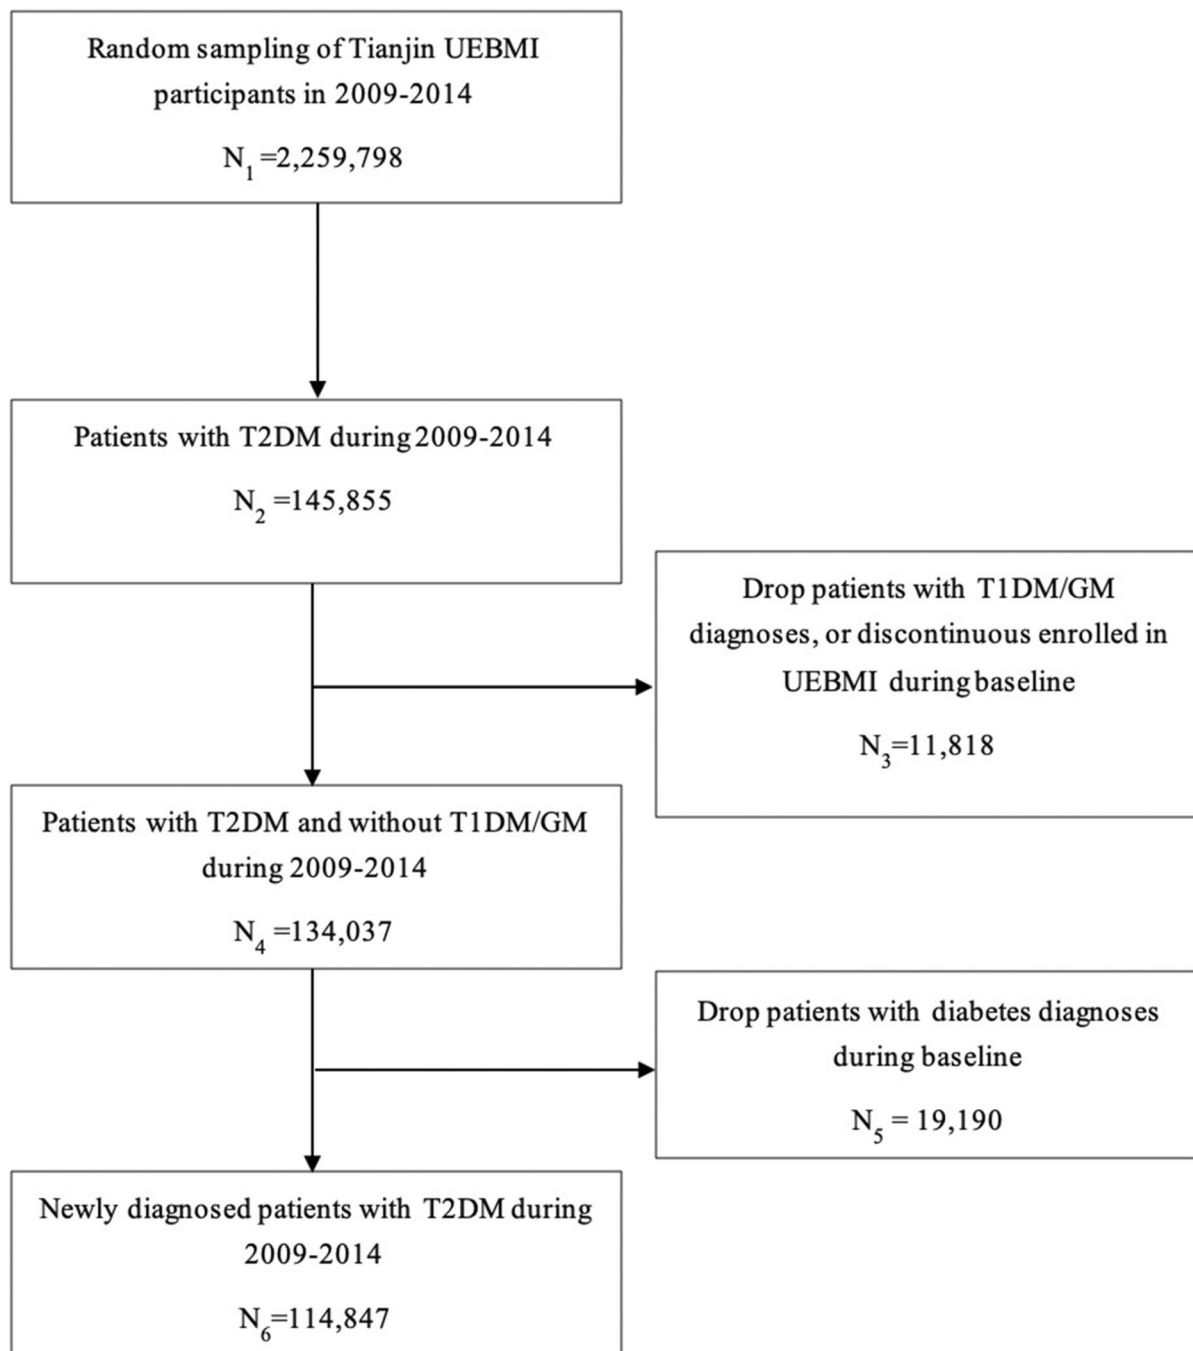 Random sampling of Tianjin UEBMI
participants in 2009-2014
N1 =2,259,798
Patients with T2DM during 2009-2014
N2 =145,855
Drop patients with T1DM/GM
diagnoses, or discontinuous enrolled in
UEBMI during baseline
N3=11,818
Patients with T2DM and without T1DM/GM
during 2009-2014
N4 =134,037
Drop patients with diabetes diagnoses
during baseline
N5 = 19,190
Newly diagnosed patients with T2DM during
2009-2014
N6=114,847